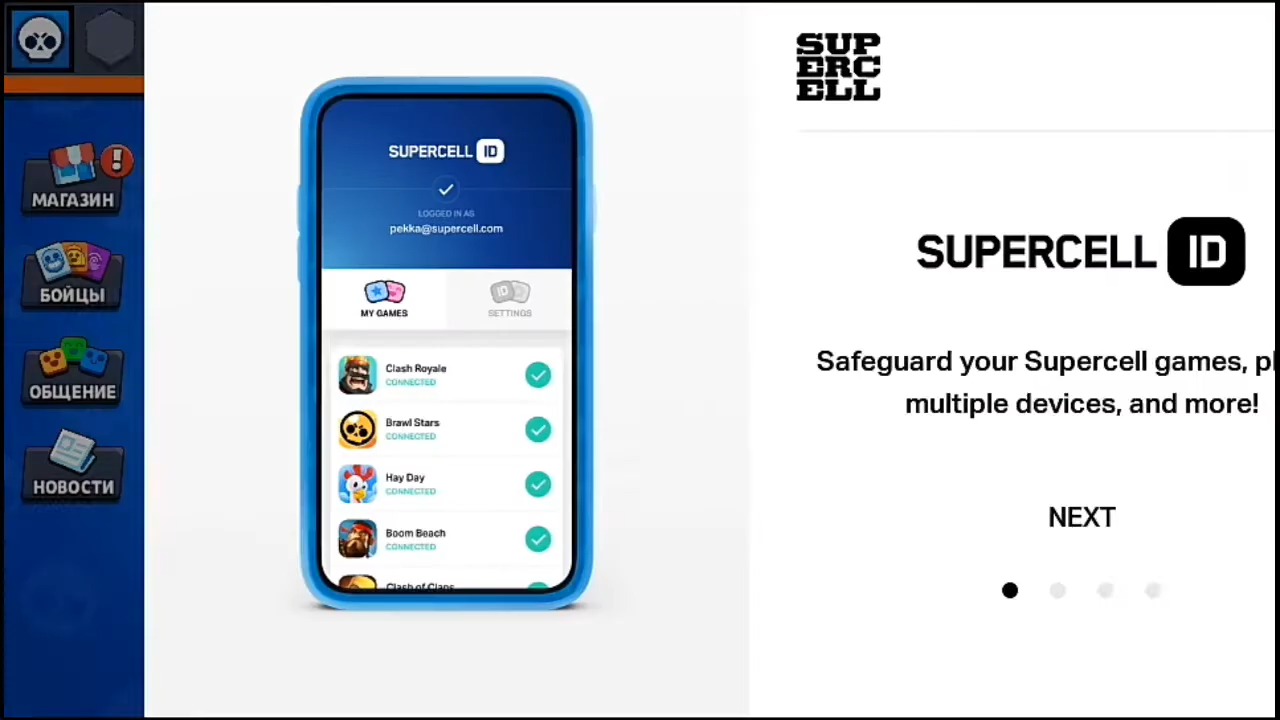 МАГАЗИН
БОЙЦЫ
ОБЩЕНИЕ
НОВОСТИ
SUPERCELL ID
LOGGED IN AS
pekka@supercell.com
MY GAMES
SETTINGS
Clash Royale
CONNECTED
Brawl Stars
CONNECTED
Hay Day
CONNECTED
Boom Beach
CONNECTED
Clash of Clans
SUP
ERC
ELL
SUPERCELL ID
Safeguard your Supercell games,
multiple devices, and more!
NEXT